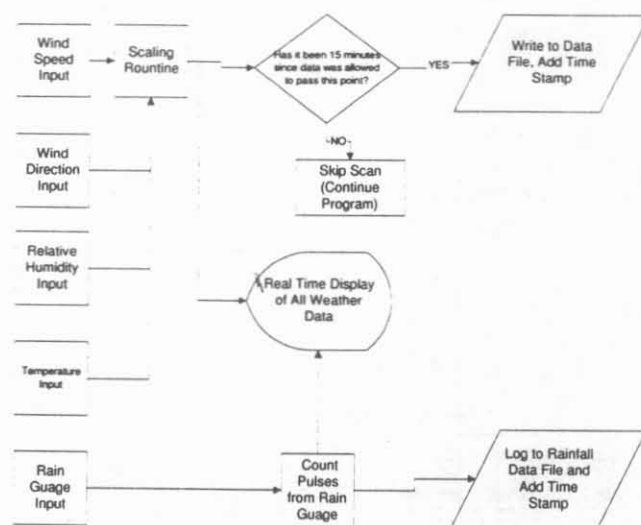 Wind
Speed
Input
Scaling
Rountine
Has it been 15 minutes
since data was allowed
to pass this point?
YES
Write to Data
File, Add Time
Stamp
NO
Skip Scan
(Continue
Program)
Wind
Direction
Input
Relative
Humidity
Input
Real Time Display
of All Weather
Data
Temperature
Input
Rain
Guage
Input
Count
Pulses
from Rain
Guage
Log to Rainfall
Data File and
Add Time
Stamp